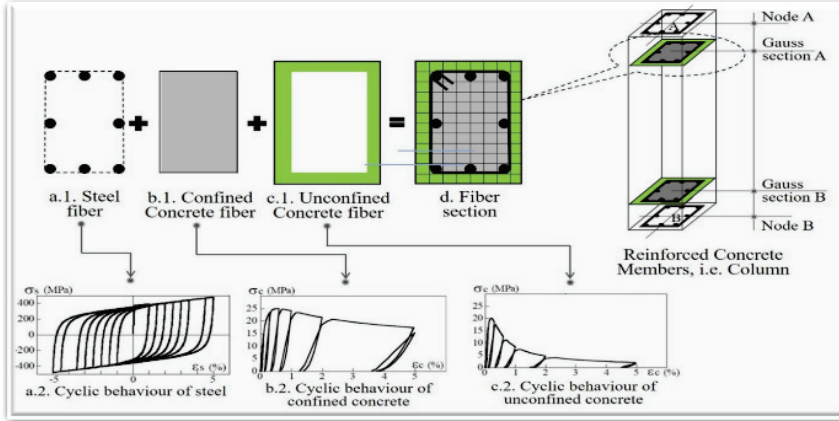 Node A
A
Gauss
section A
a.1. Steel
fiber
b.1. Confined
Concrete fiber
c.1. Unconfined
Concrete fiber
d. Fiber
section
Gauss
section B
B
Node B
Reinforced Concrete
Members, i.e. Column
σs (MPa)
400
200
0
-200
-400
-5
0
5
εs (%)
a.2. Cyclic behaviour of steel
σc (MPa)
25
20
15
10
5
0
0
1
2
3
4
5
εc (%)
b.2. Cyclic behaviour of
confined concrete
σc (MPa)
25
20
15
10
5
0
0
1
2
3
4
5
εc (%)
c.2. Cyclic behaviour of
unconfined concrete